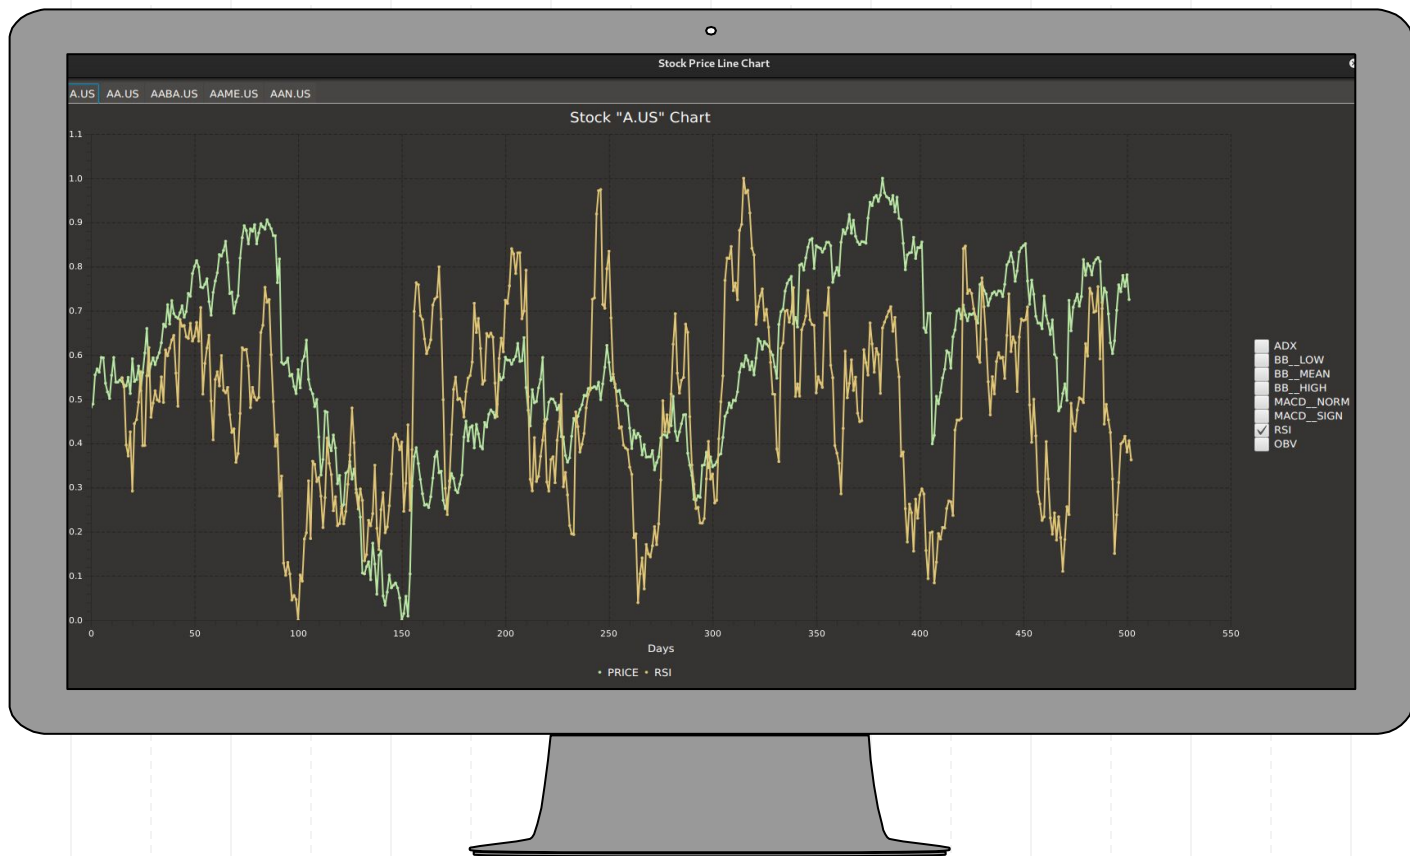 Stock Price Line Chart
A.US AA.US AABA.US AAME.US AAN.US
Stock "A.US" Chart
1.1
1.0
0.9
0.8
0.7
0.6
0.5
0.4
0.3
0.2
0.1
0.0
0 50 100 150 200 250 300 350 400 450 500 550
Days
• PRICE • RSI
ADX
BB__LOW
BB__MEAN
BB__HIGH
MACD__NORM
MACD__SIGN
RSI
OBV